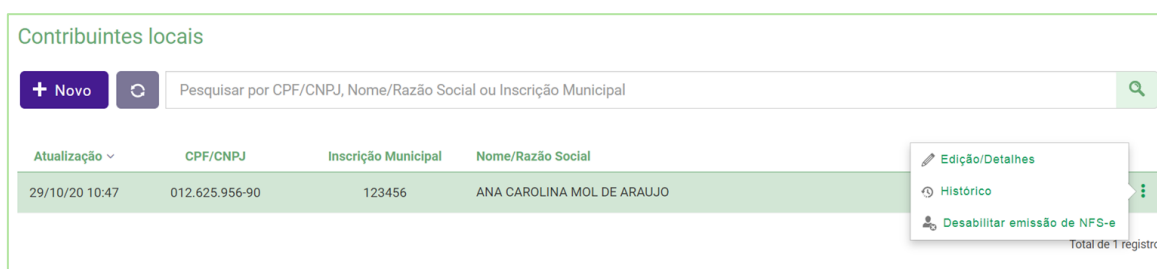 Contribuintes locais
+ Novo Pesquisar por CPF/CNPJ, Nome/Razão Social ou Inscrição Municipal
Atualização CPF/CNPJ Inscrição Municipal Nome/Razão Social
29/10/20 10:47 012.625.956-90 123456 ANA CAROLINA MOL DE ARAUJO
Edição/Detalhes
Histórico
Desabilitar emissão de NFS-e
Total de 1 registro